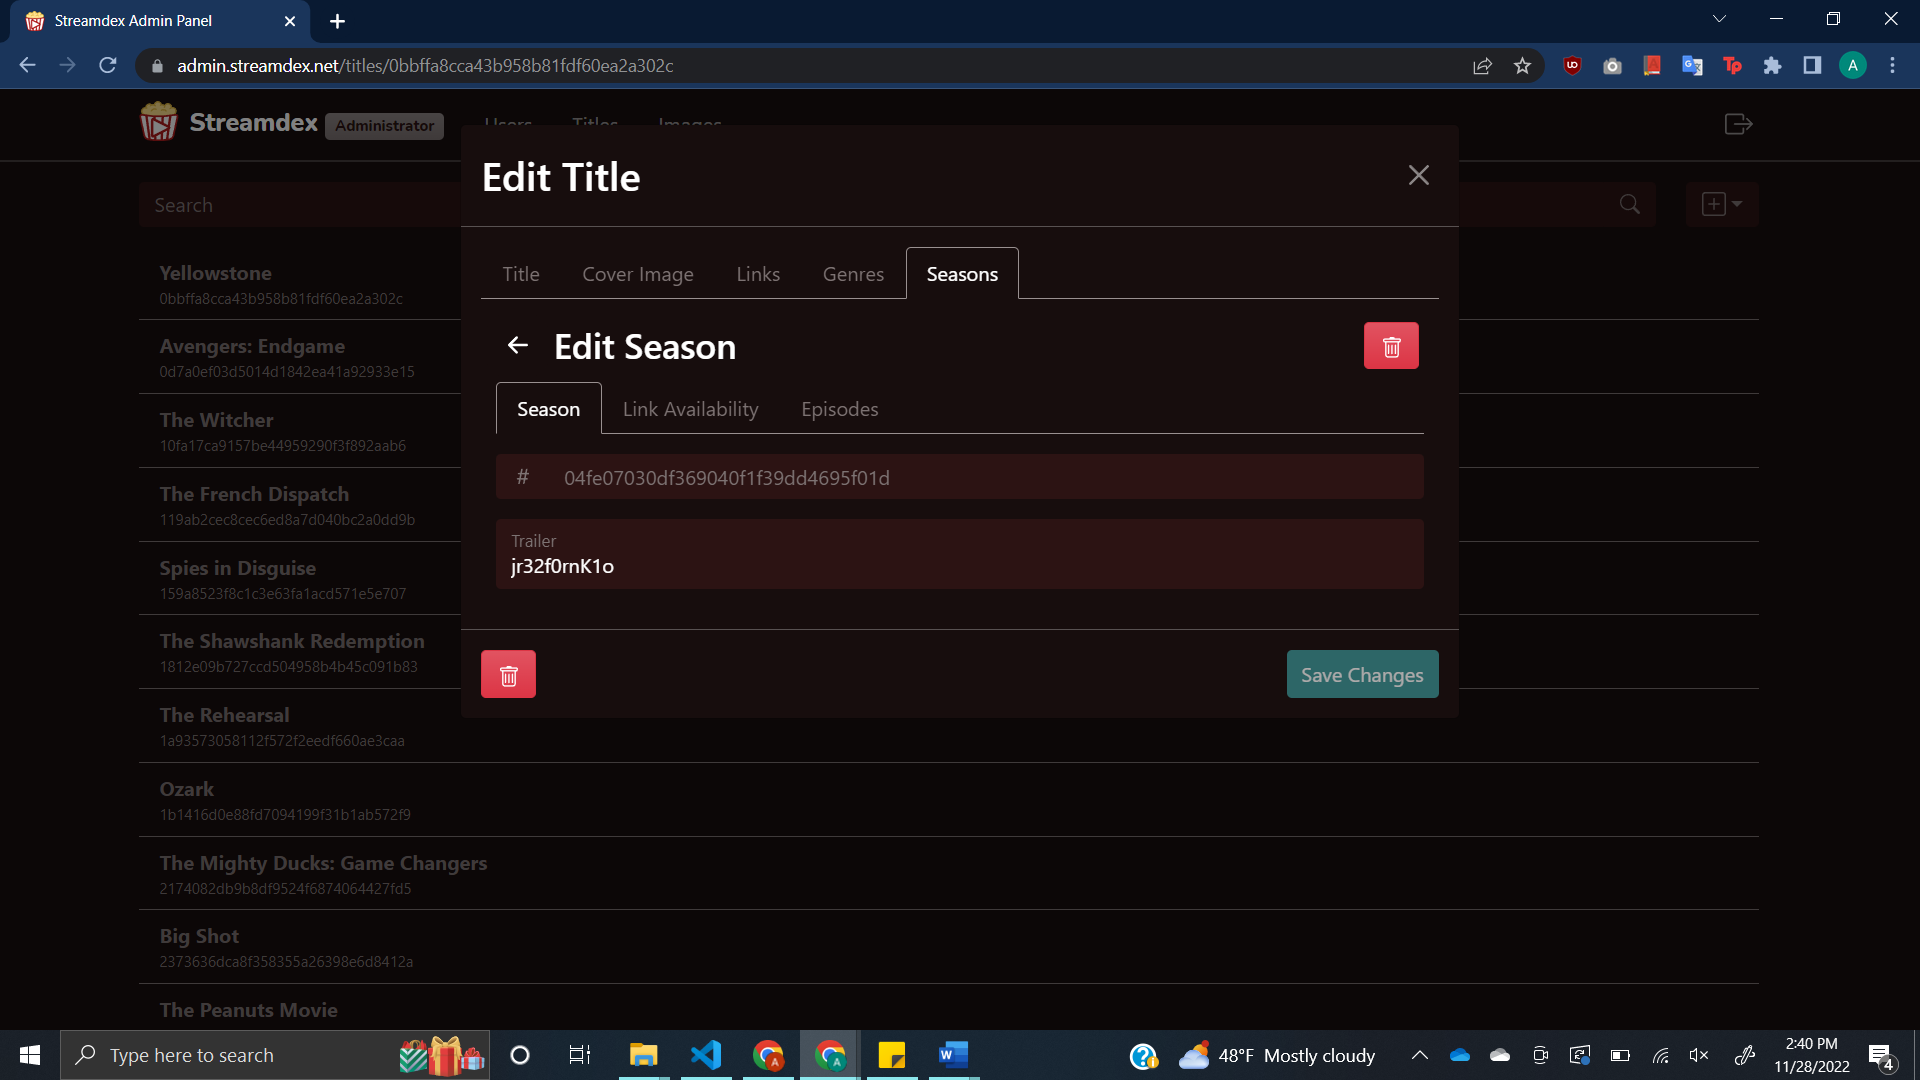 Streamdex Admin Panel
admin.streamdex.net/titles/0bbffa8cca43b958b81fdf60ea2a302c
A
Streamdex Administrator Users Titles Images
Edit Title
Search
Title Cover Image Links Genres Seasons
Yellowstone
0bbffa8cca43b958b81fdf60ea2a302c
Edit Season
Avengers: Endgame
0d7a0ef03d5014d1842ea41a92933e15
Season Link Availability Episodes
The Witcher
10fa17ca9157be44959290f3f892aab6
# 04fe07030df369040f1f39dd4695f01d
The French Dispatch
119ab2cec8cec6ed8a7d040bc2a0dd9b
Trailer
jr32f0rnK1o
Spies in Disguise
159a8523f8c1c3e63fa1acd571e5e707
The Shawshank Redemption
1812e09b727ccd504958b4b45c091b83
Save Changes
The Rehearsal
1a93573058112f572f2eedf660ae3caa
Ozark
1b1416d0e88fd7094199f31b1ab572f9
The Mighty Ducks: Game Changers
2174082db9b8df9524f6874064427fd5
Big Shot
2373636dca8f358355a26398e6d8412a
The Peanuts Movie
Type here to search
48°F Mostly cloudy
2:40 PM
11/28/2022
4